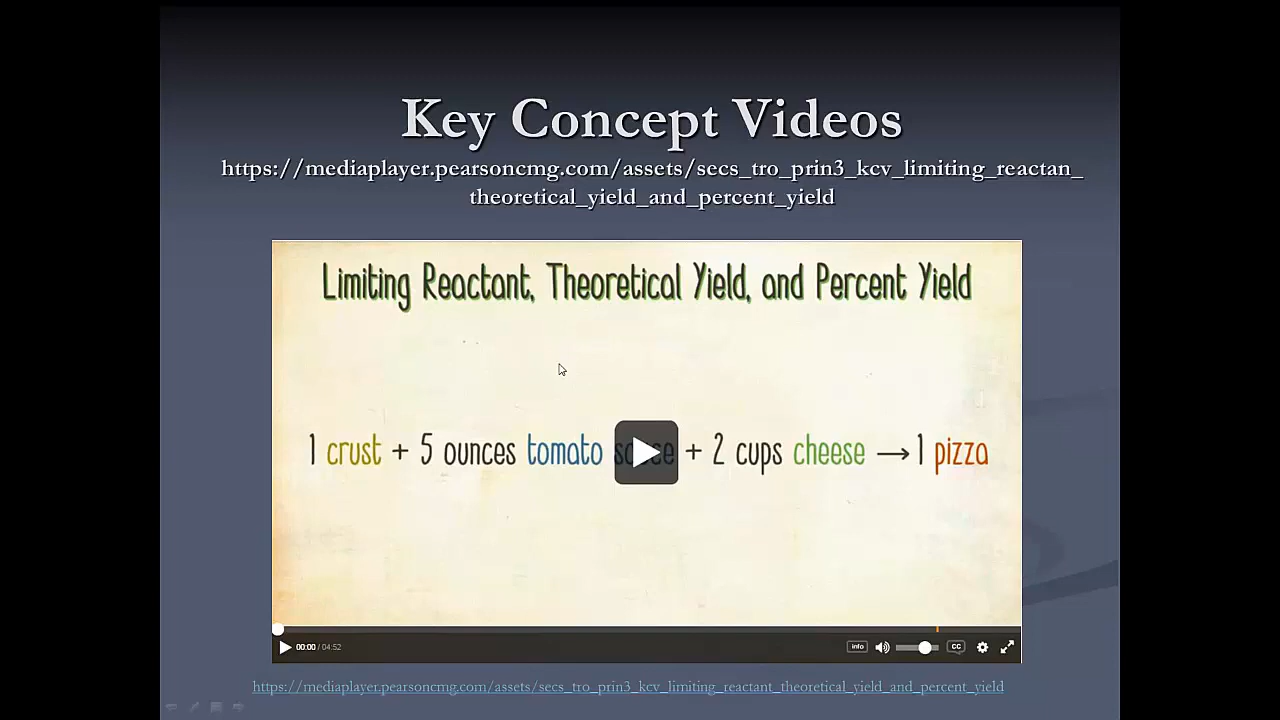 Key Concept Videos
https://mediaplayer.pearsoncmg.com/assets/secs_tro_prin3_kcv_limiting_reactan_
theoretical_yield_and_percent_yield
Limiting Reactant, Theoretical Yield, and Percent Yield
1 crust + 5 ounces tomato sauce + 2 cups cheese → 1 pizza
00:00 / 04:52 info CC
https://mediaplayer.pearsoncmg.com/assets/secs_tro_prin3_kcv_limiting_reactant_theoretical_yield_and_percent_yield